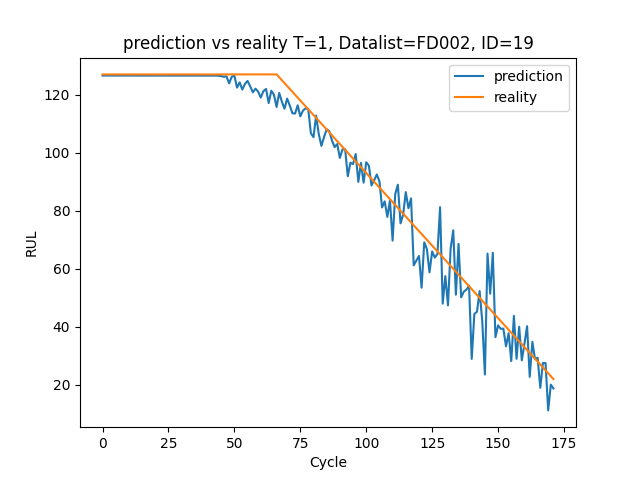 prediction vs reality T=1, Datalist=FD002, ID=19
prediction
reality
RUL
120
100
80
60
40
20
0 25 50 75 100 125 150 175
Cycle